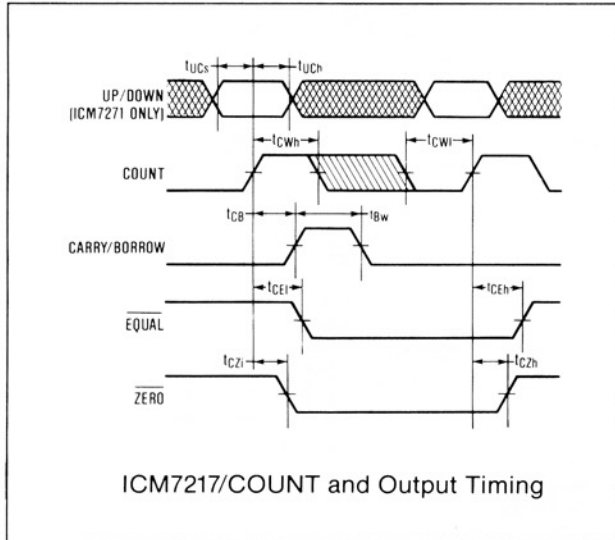 tUCs tUCh
UP/DOWN
(ICM7271 ONLY)
tCWh tCWl
COUNT
tCB tBw
CARRY/BORROW
tCEl tCEh
EQUAL
tCZi tCZh
ZERO
ICM7217/COUNT and Output Timing